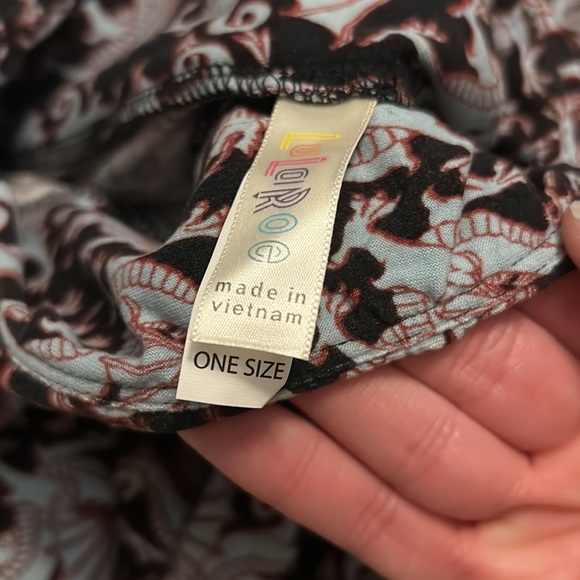 LuLaRoe
made in
vietnam
ONE SIZE